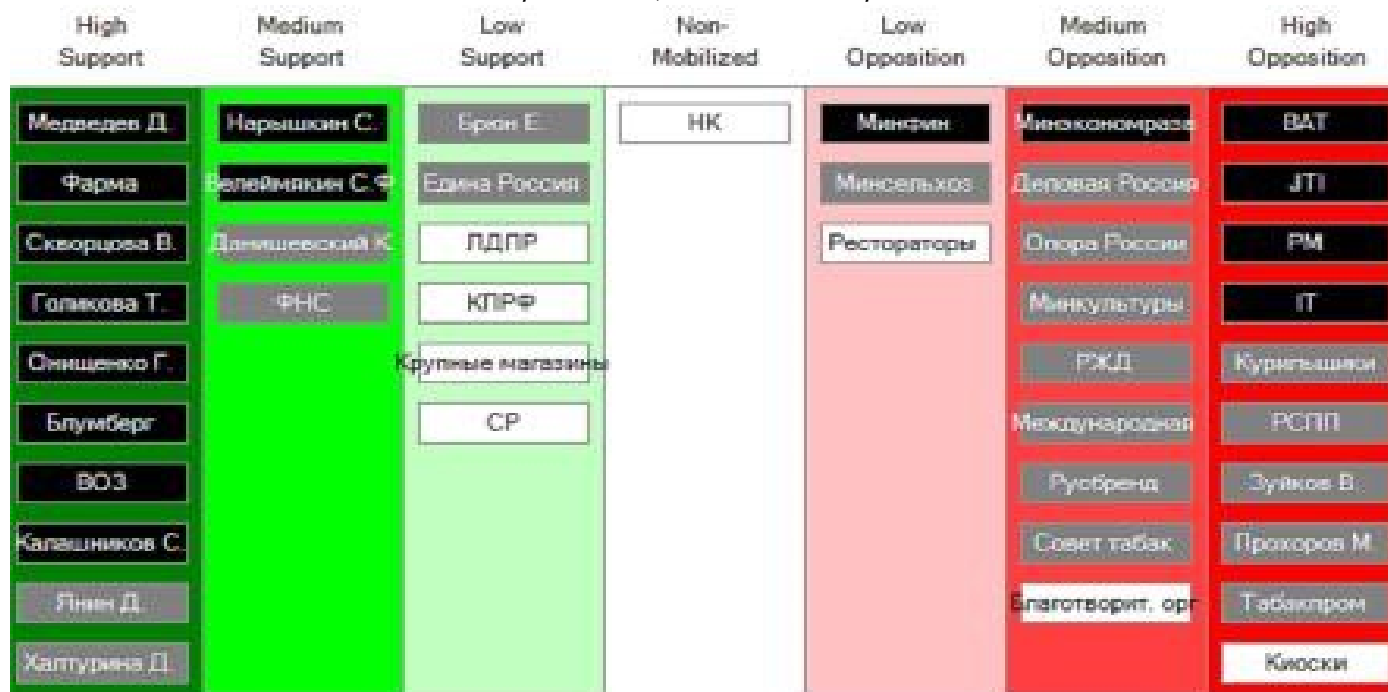 High Support
Medium Support
Low Support
Non-Mobilized
Low Opposition
Medium Opposition
High Opposition
Медведев Д.
Нарышкин С.
Брюн Е.
НК
Минфин
Минэкономразв
BAT
Фарма
Велеймякин С.Ф
Едина Россия
Минсельхоз
Деловая Россия
JTI
Скворцова В.
Данишевский К.
ЛДПР
Рестораторы
Опора России
PM
Голикова Т.
ФНС
КПРФ
Минкультуры
IT
Онищенко Г.
Крупные магазины
РЖД
Курильщики
Блумберг
СР
Международная
РСПП
ВОЗ
Русбренд
Зуйков В.
Калашников С.
Совет табак
Прохоров М.
Янин Д.
Благотворит. орг
Табакпром
Халтурина Д.
Киоски